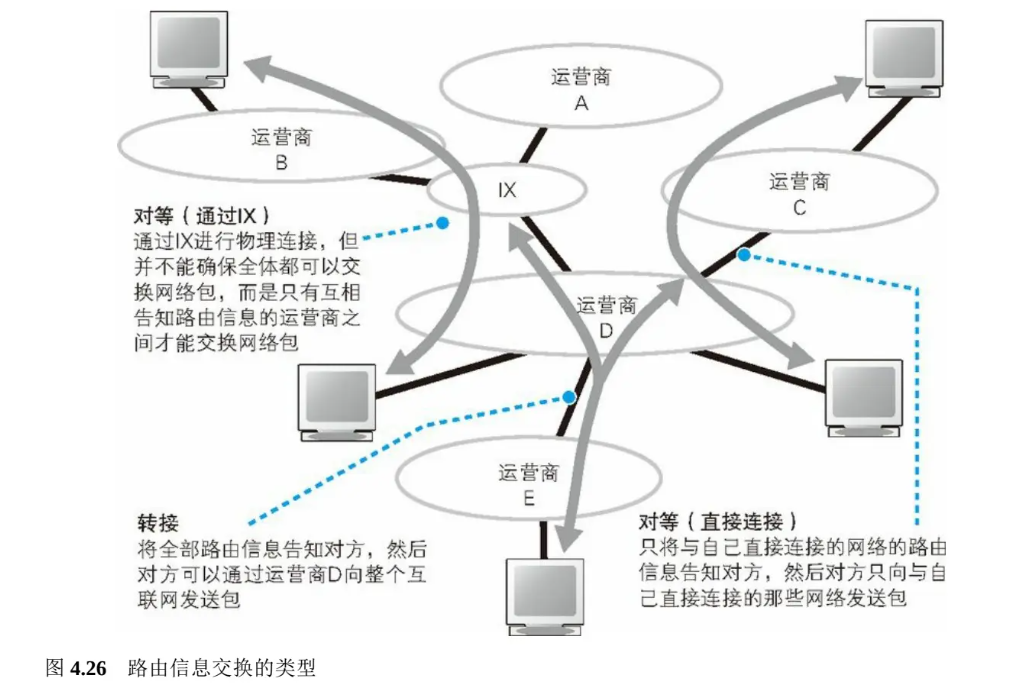 运营商
A
运营商
B
IX
运营商
C
对等（通过IX）
通过IX进行物理连接，但
并不能确保全体都可以交
换网络包，而是只有互相
告知路由信息的运营商之
间才能交换网络包
运营商
D
运营商
E
转接
将全部路由信息告知对方，然后
对方可以通过运营商D向整个互
联网发送包
对等（直接连接）
只将与自己直接连接的网络的路由
信息告知对方，然后对方只向与自
己直接连接的那些网络发送包
图 4.26 路由信息交换的类型